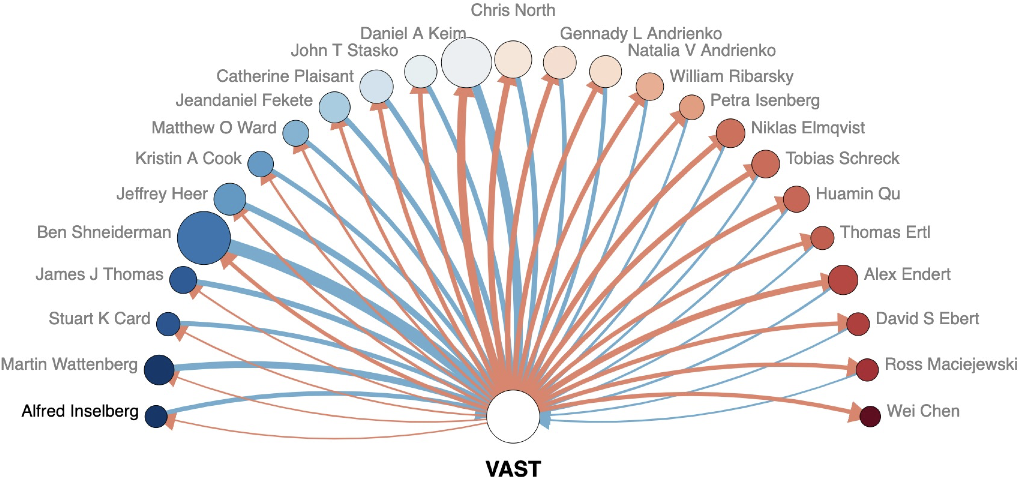 Chris North
Daniel A Keim
Gennady L Andrienko
John T Stasko
Natalia V Andrienko
Catherine Plaisant
William Ribarsky
Jeandaniel Fekete
Petra Isenberg
Matthew O Ward
Niklas Elmqvist
Kristin A Cook
Tobias Schreck
Jeffrey Heer
Huamin Qu
Ben Shneiderman
Thomas Ertl
James J Thomas
Alex Endert
Stuart K Card
David S Ebert
Martin Wattenberg
Ross Maciejewski
Alfred Inselberg
Wei Chen
VAST